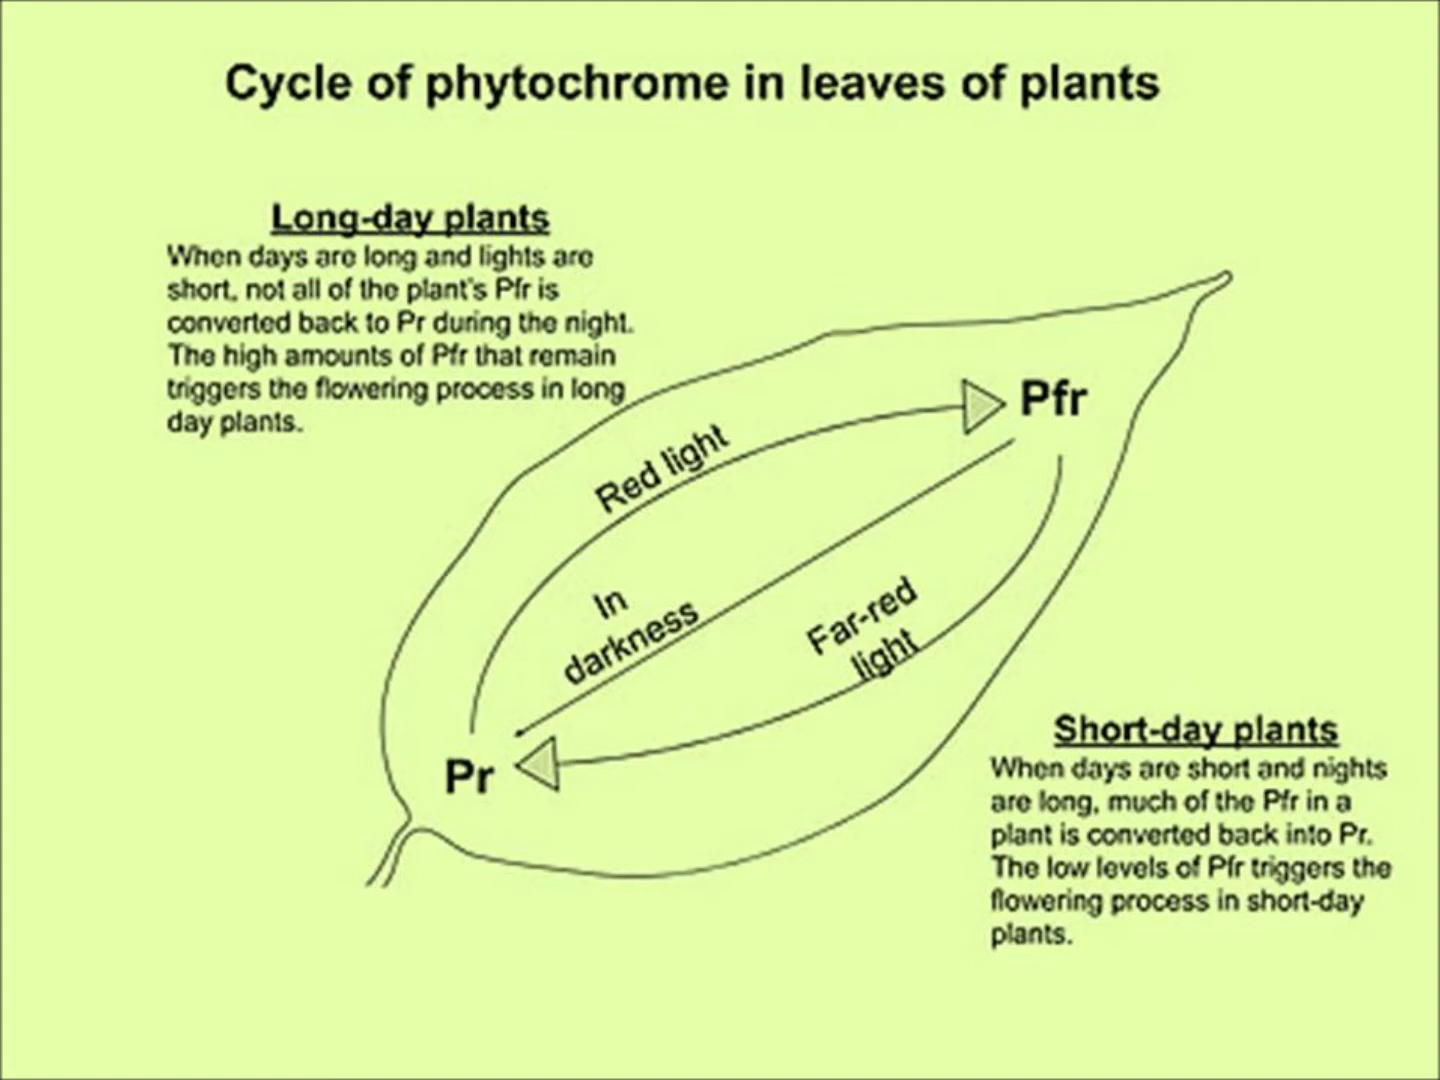 Cycle of phytochrome in leaves of plants
Long-day plants
When days are long and lights are
short, not all of the plant's Pfr is
converted back to Pr during the night.
The high amounts of Pfr that remain
triggers the flowering process in long
day plants.
Pfr
Red light
In
darkness
Far-red
light
Pr
Short-day plants
When days are short and nights
are long, much of the Pfr in a
plant is converted back into Pr.
The low levels of Pfr triggers the
flowering process in short-day
plants.